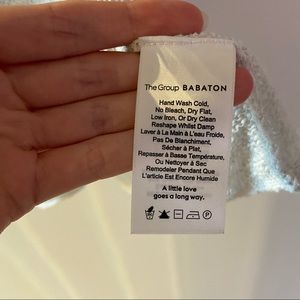 The Group BABATON
Hand Wash Cold,
No Bleach, Dry Flat,
Low Iron, Or Dry Clean
Reshape Whilst Damp
Laver à La Main à L'eau Froide,
Pas De Blanchiment,
Sécher à Plat,
Repasser à Basse Température,
Ou Nettoyer à Sec
Remodeler Pendant Que
L'article Est Encore Humide
A little love
goes a long way.
P